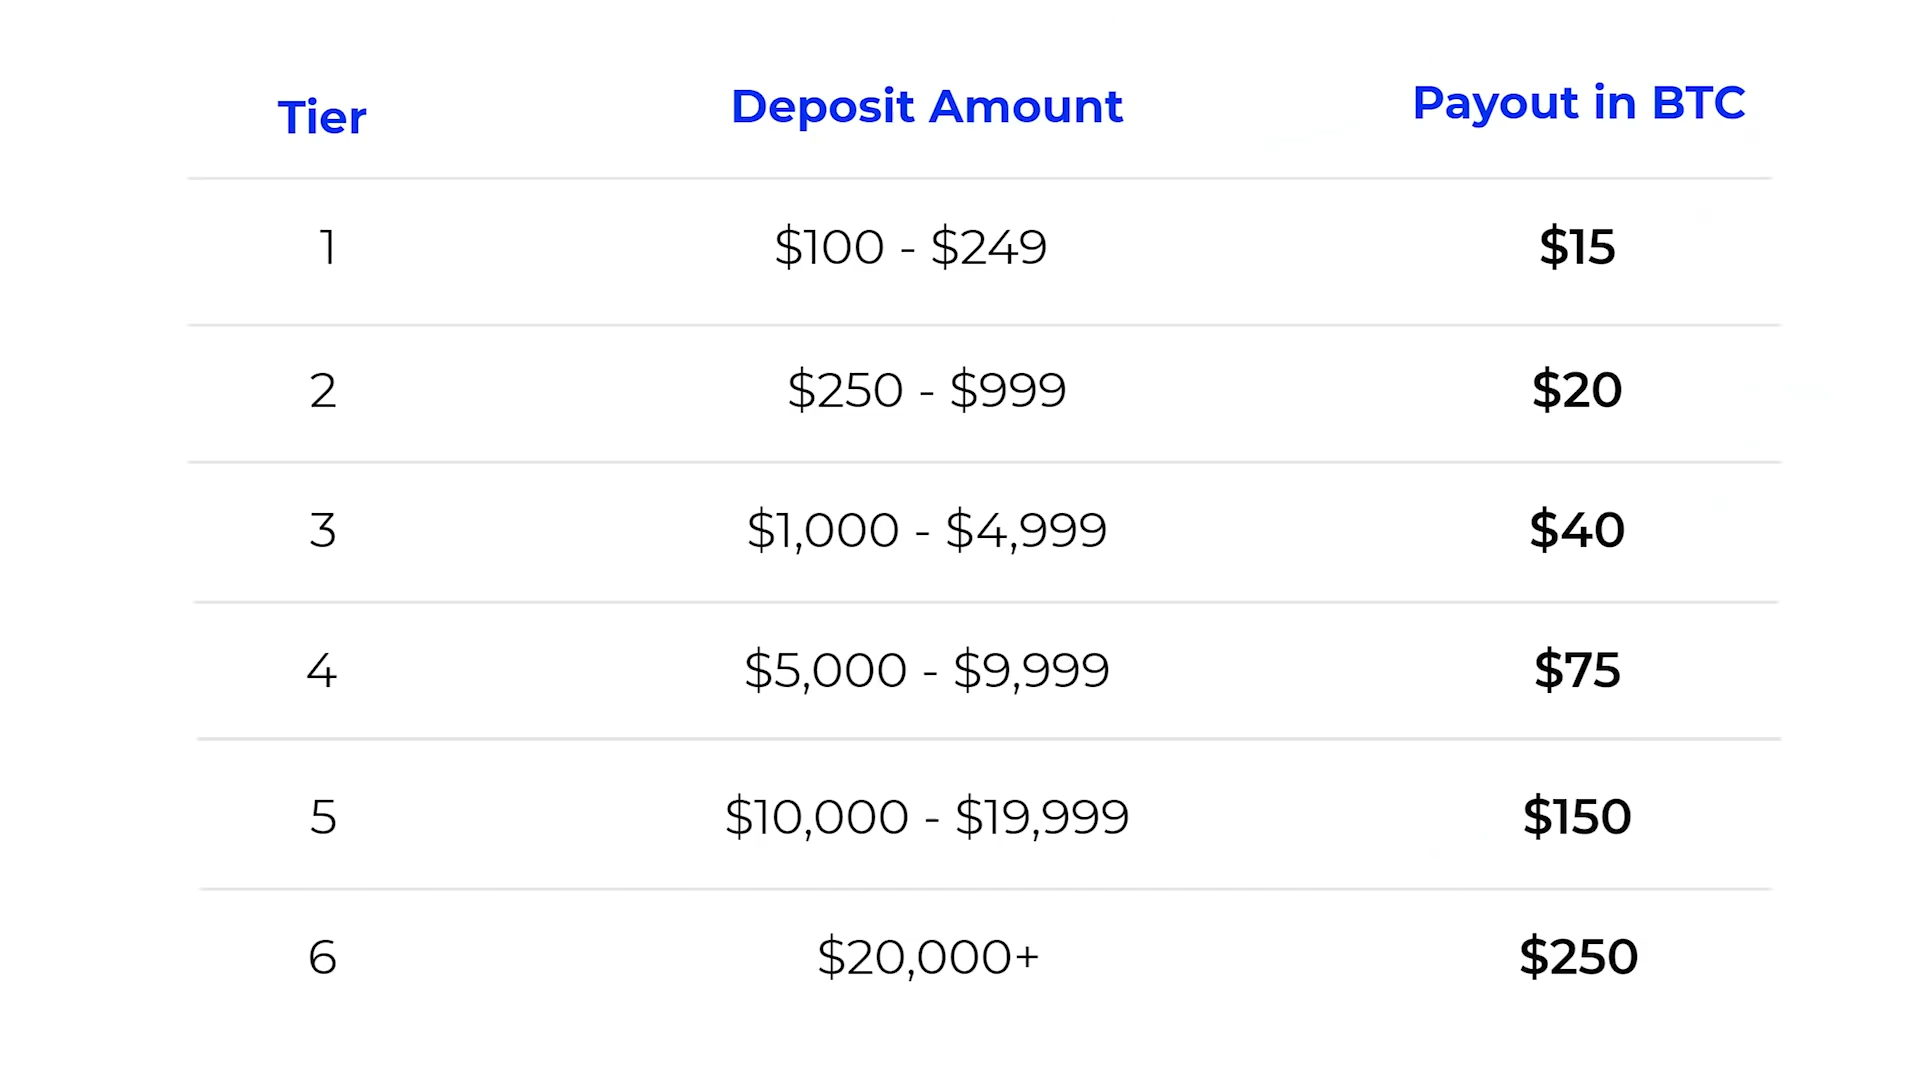 Tier Deposit Amount Payout in BTC
1 $100 - $249 $15
2 $250 - $999 $20
3 $1,000 - $4,999 $40
4 $5,000 - $9,999 $75
5 $10,000 - $19,999 $150
6 $20,000+ $250